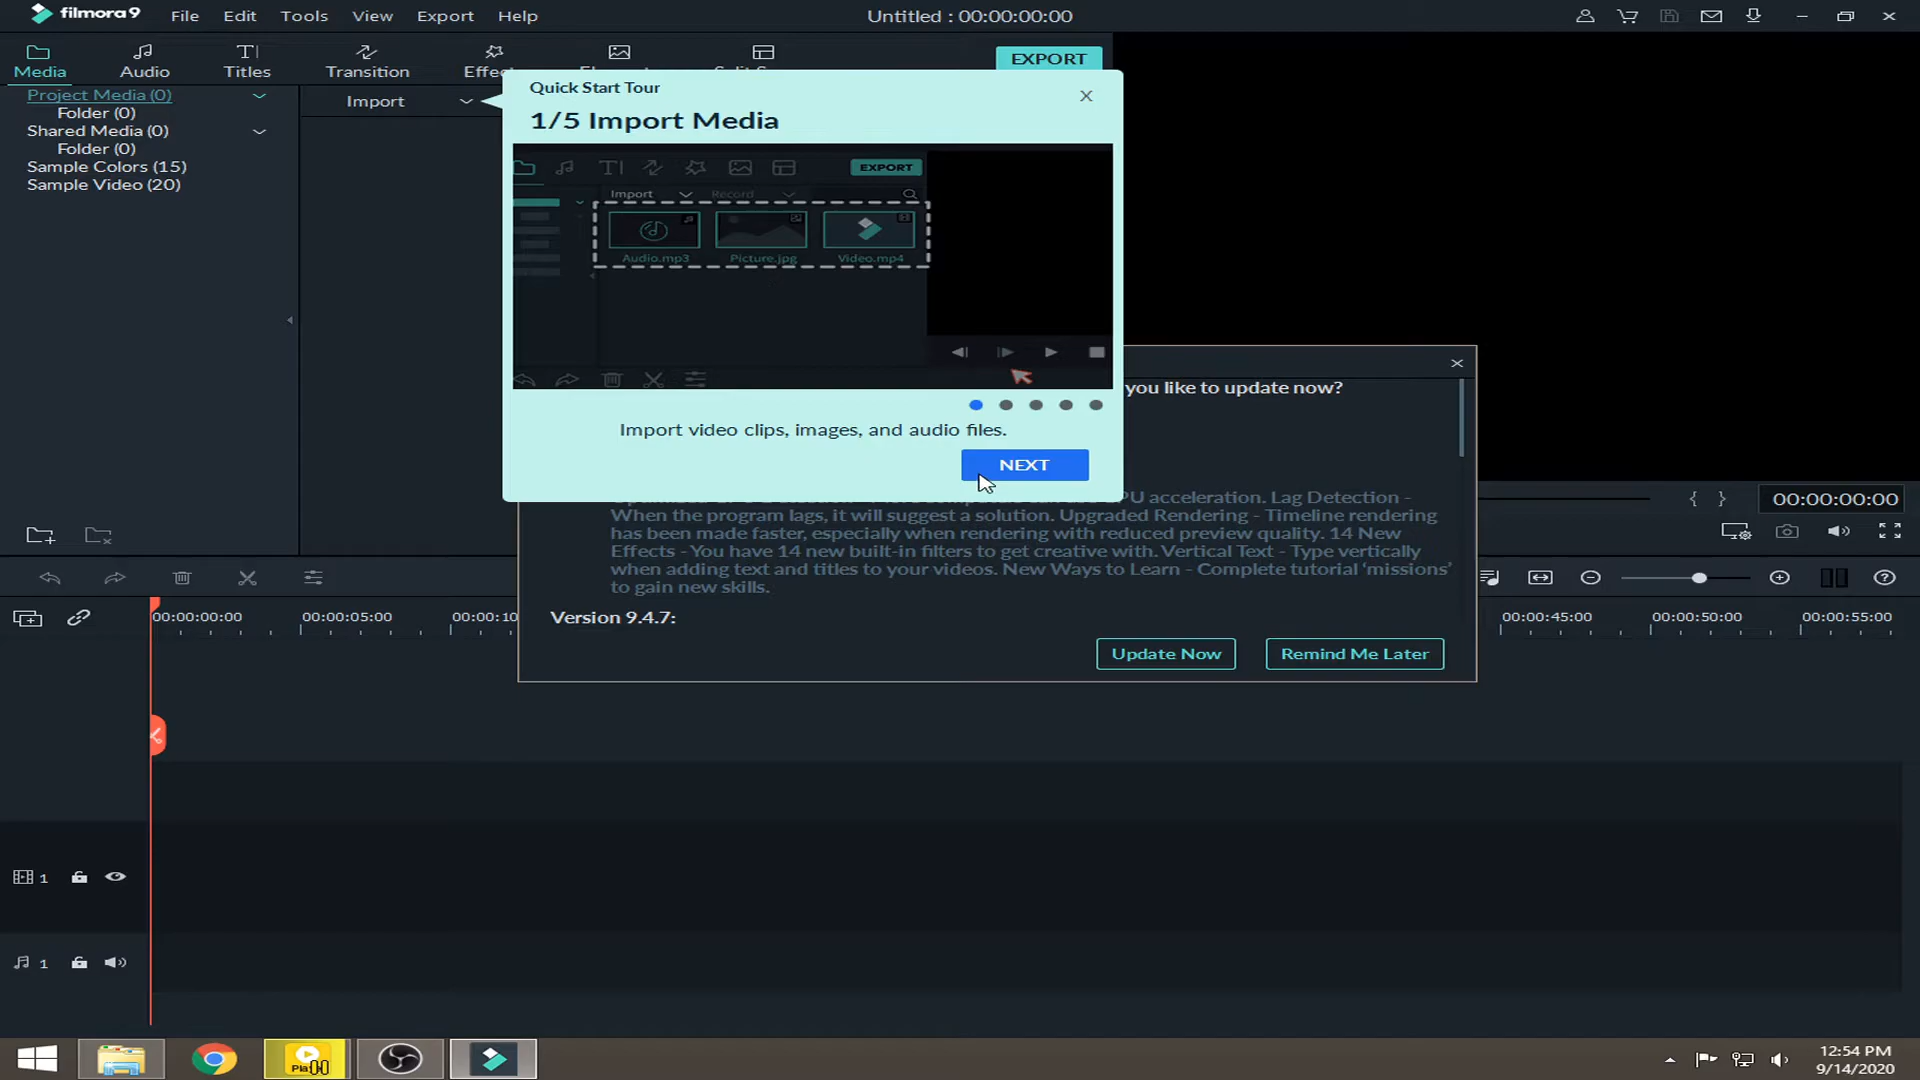 filmora9
File Edit Tools View Export Help
Untitled : 00:00:00:00
Media Audio Titles Transition
EXPORT
Project Media (0)
Folder (0)
Shared Media (0)
Folder (0)
Sample Colors (15)
Sample Video (20)
Import
Quick Start Tour
X
1/5 Import Media
EXPORT
Import Record
Audio.mp3 Picture.jpg Video.mp4
Import video clips, images, and audio files.
NEXT
you like to update now?
PU acceleration. Lag Detection -
When the program lags, it will suggest a solution. Upgraded Rendering - Timeline rendering
has been made faster, especially when rendering with reduced preview quality. 14 New
Effects - You have 14 new built-in filters to get creative with. Vertical Text - Type vertically
when adding text and titles to your videos. New Ways to Learn - Complete tutorial ‘missions’
to gain new skills.
Version 9.4.7:
Update Now Remind Me Later
{ } 00:00:00:00
00:00:00:00 00:00:05:00 00:00:10 00:00:45:00 00:00:50:00 00:00:55:00
1
1
12:54 PM
9/14/2020